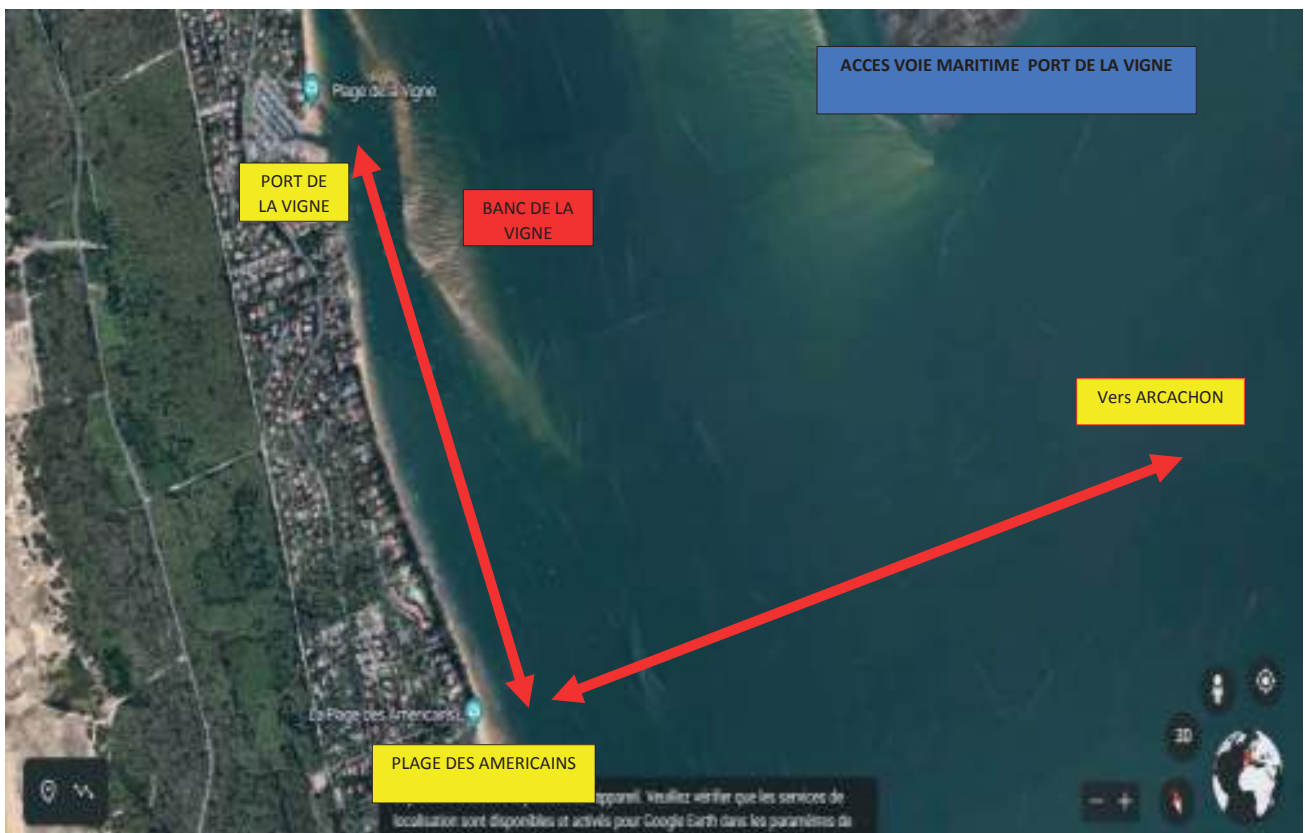 ACCES VOIE MARITIME PORT DE LA VIGNE
Plage de la Vigne
PORT DE
LA VIGNE
BANC DE LA
VIGNE
Vers ARCACHON
La Plage des Americains
3D
PLAGE DES AMERICAINS
appareil. Veuillez vérifier que les services de
localisation sont disponibles et activés pour Google Earth dans les paramètres de